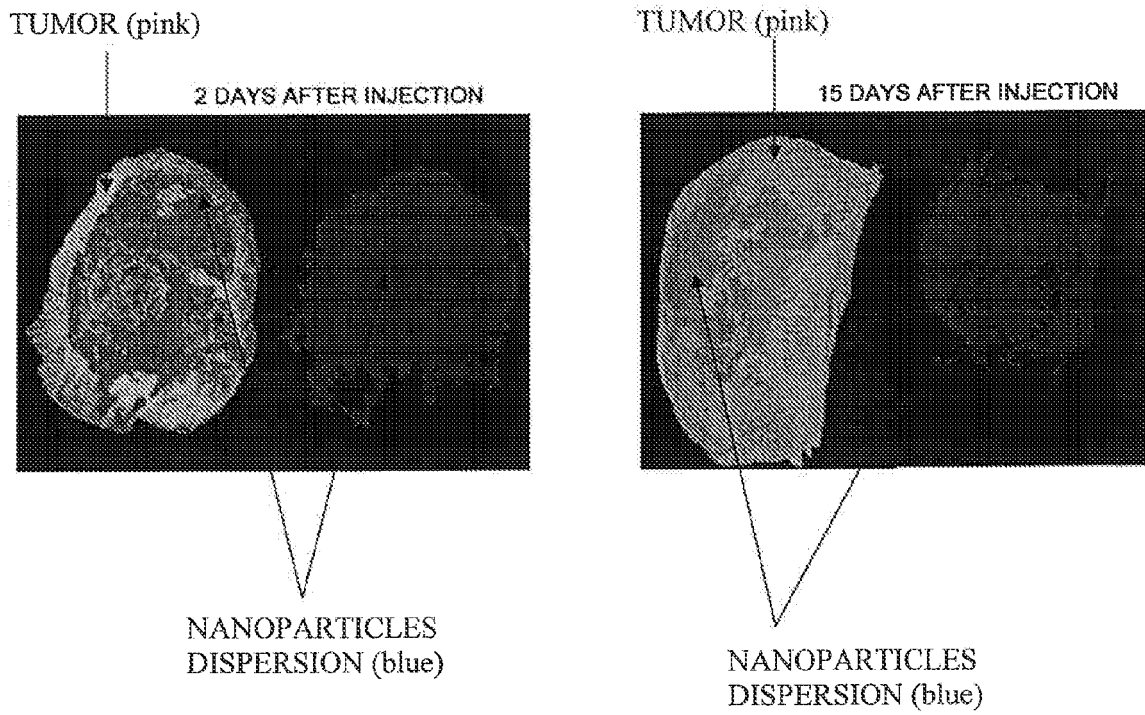 TUMOR (pink)
2 DAYS AFTER INJECTION
NANOPARTICLES
DISPERSION (blue)
TUMOR (pink)
15 DAYS AFTER INJECTION
NANOPARTICLES
DISPERSION (blue)